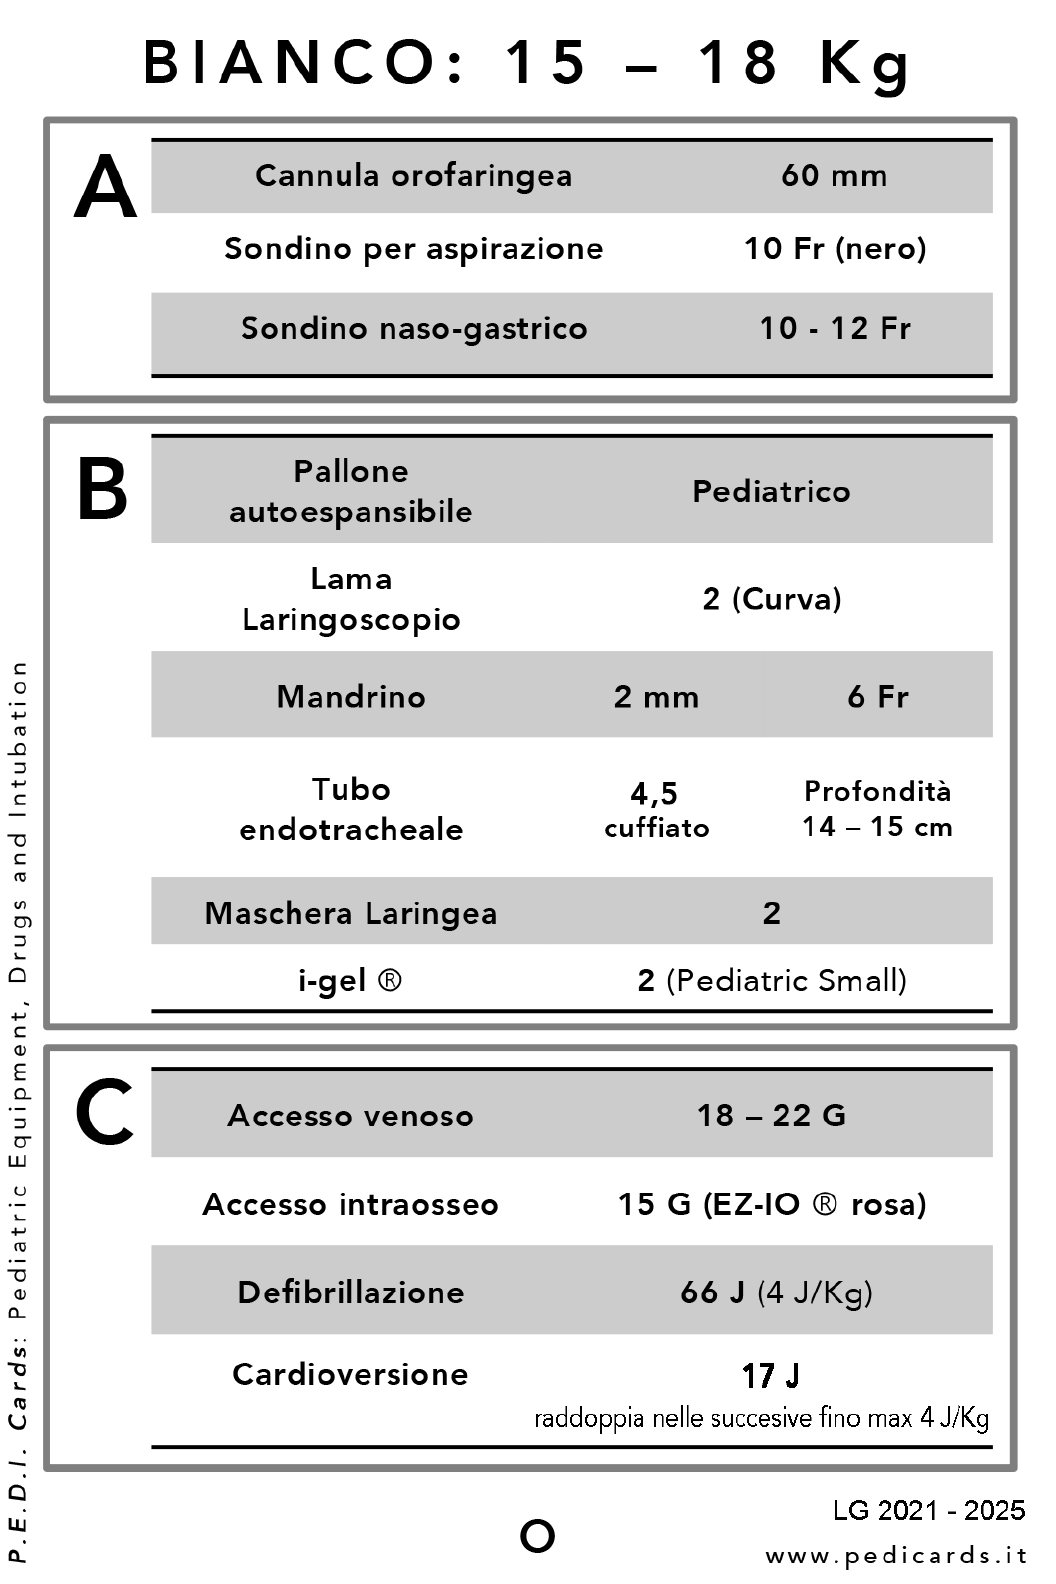 BIANCO: 15 – 18 Kg
A
Cannula orofaringea 60 mm
Sondino per aspirazione 10 Fr (nero)
Sondino naso-gastrico 10 - 12 Fr
B
Pallone
autoespansibile
Pediatrico
Lama
Laringoscopio
2 (Curva)
Mandrino 2 mm 6 Fr
Tubo
endotracheale
4,5
cuffiato
Profondità
14 – 15 cm
Maschera Laringea 2
i-gel ® 2 (Pediatric Small)
C
Accesso venoso 18 – 22 G
Accesso intraosseo 15 G (EZ-IO ® rosa)
Defibrillazione 66 J (4 J/Kg)
Cardioversione 17 J
raddoppia nelle succesive fino max 4 J/Kg
P.E.D.I. Cards: Pediatric Equipment, Drugs and Intubation
LG 2021 - 2025
www.pedicards.it